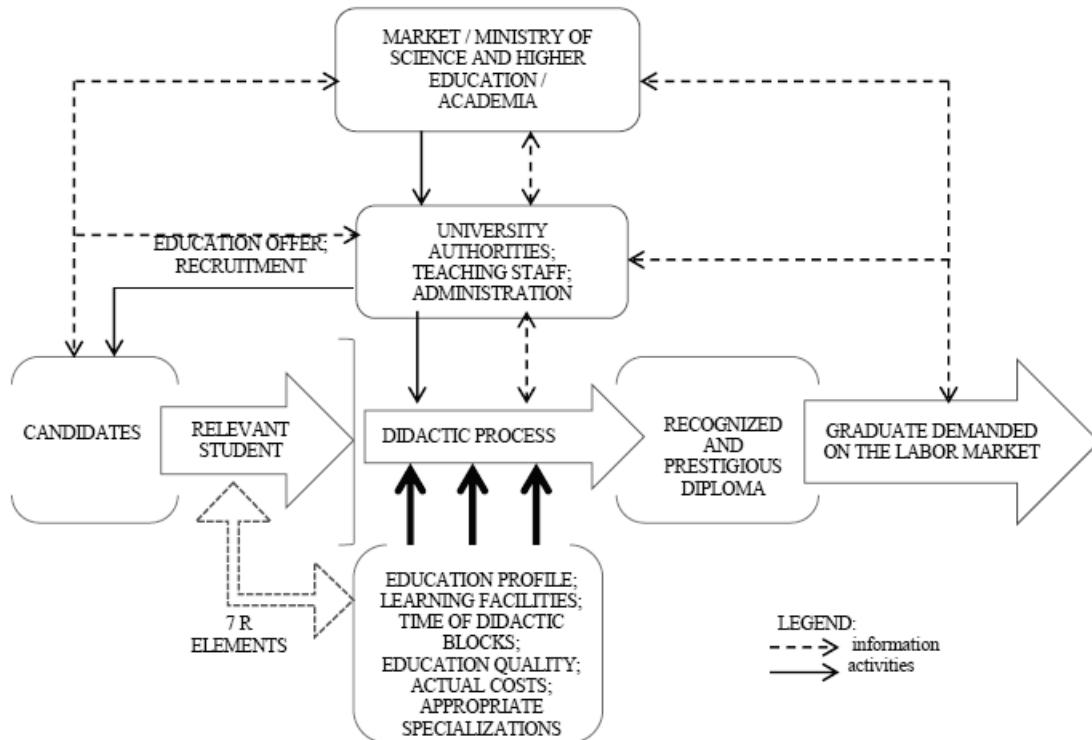 MARKET / MINISTRY OF
SCIENCE AND HIGHER
EDUCATION /
ACADEMIA
UNIVERSITY
AUTHORITIES;
TEACHING STAFF;
ADMINISTRATION
EDUCATION OFFER;
RECRUITMENT
CANDIDATES
RELEVANT
STUDENT
DIDACTIC PROCESS
RECOGNIZED
AND
PRESTIGIOUS
DIPLOMA
GRADUATE DEMANDED
ON THE LABOR MARKET
7 R
ELEMENTS
EDUCATION PROFILE;
LEARNING FACILITIES;
TIME OF DIDACTIC
BLOCKS;
EDUCATION QUALITY;
ACTUAL COSTS;
APPROPRIATE
SPECIALIZATIONS
LEGEND:
information
activities